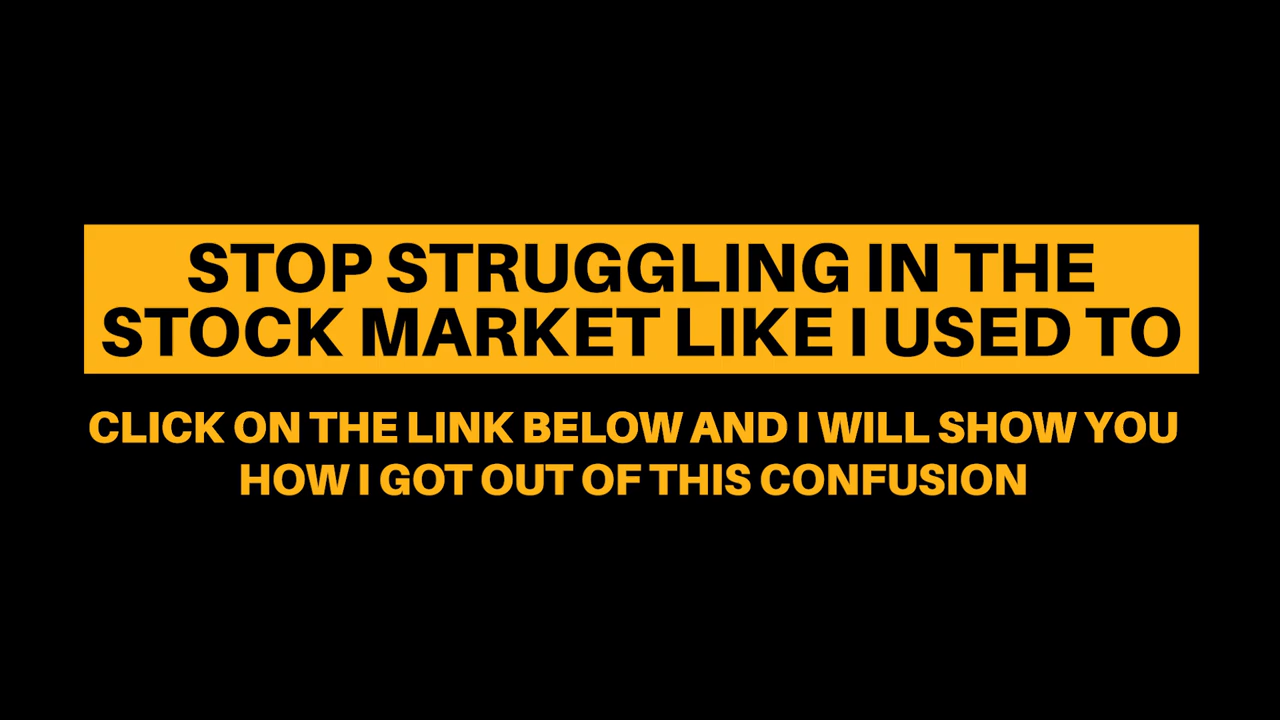 STOP STRUGGLING IN THE
STOCK MARKET LIKE I USED TO
CLICK ON THE LINK BELOW AND I WILL SHOW YOU
HOW I GOT OUT OF THIS CONFUSION